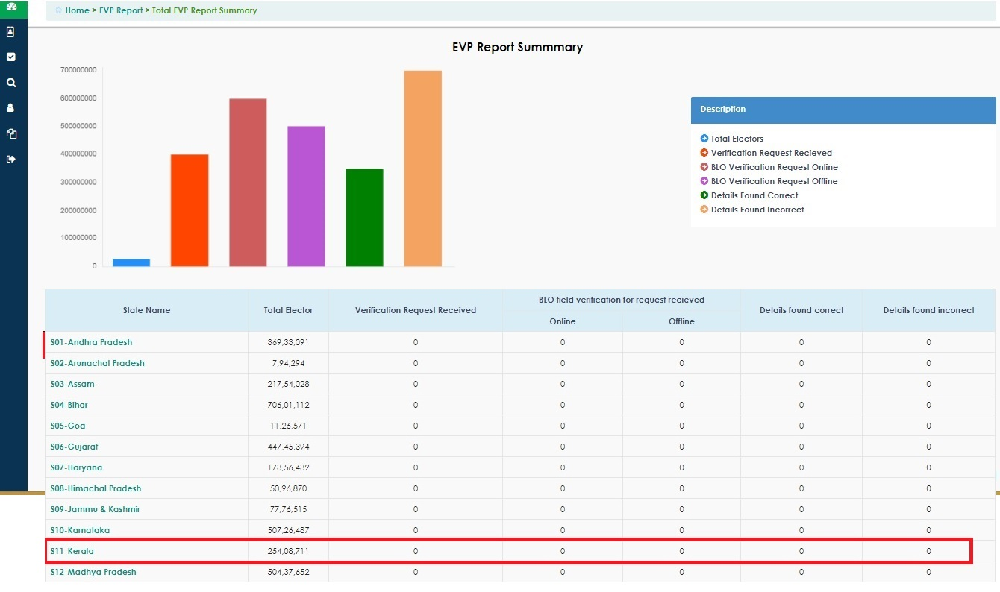 Home > EVP Report > Total EVP Report Summary
EVP Report Summmary
700000000
600000000
500000000
400000000
300000000
200000000
100000000
0
Description
Total Electors
Verification Request Recieved
BLO Verification Request Online
BLO Verification Request Offline
Details Found Correct
Details Found Incorrect
State Name Total Elector Verification Request Received BLO field verification for request recieved Details found correct Details found incorrect
Online Offline
S01-Andhra Pradesh 369,33,091 0 0 0 0 0
S02-Arunachal Pradesh 7,94,294 0 0 0 0 0
S03-Assam 217,54,028 0 0 0 0 0
S04-Bihar 706,01,112 0 0 0 0 0
S05-Goa 11,26,571 0 0 0 0 0
S06-Gujarat 447,45,394 0 0 0 0 0
S07-Haryana 173,56,432 0 0 0 0 0
S08-Himachal Pradesh 50,96,870 0 0 0 0 0
S09-Jammu & Kashmir 77,76,515 0 0 0 0 0
S10-Karnataka 507,26,487 0 0 0 0 0
S11-Kerala 254,08,711 0 0 0 0 0
S12-Madhya Pradesh 504,37,652 0 0 0 0 0